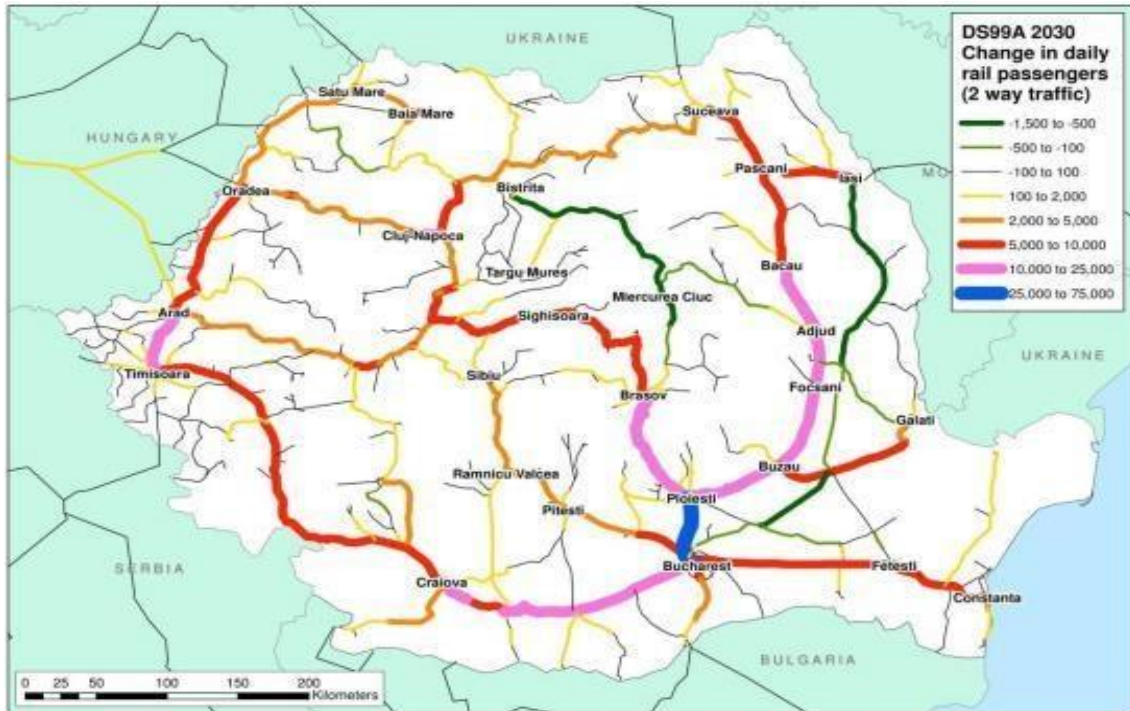 UKRAINE
DS99A 2030
Change in daily
rail passengers
(2 way traffic)
-1,500 to -500
-500 to -100
-100 to 100
100 to 2,000
2,000 to 5,000
5,000 to 10,000
10,000 to 25,000
25,000 to 75,000
Satu Mare
Baia Mare
Suceava
HUNGARY
Pascani
Iasi
MO
Oradea
Bistrita
Cluj-Napoca
Targu Mures
Bacau
Miercurea Ciuc
Arad
Sighisoara
Adjud
UKRAINE
Timisoara
Sibiu
Brasov
Focsani
Galati
Ramnicu Valcea
Buzau
Pitesti
Ploiesti
SERBIA
Bucharest
Fetesti
Craiova
Constanta
BULGARIA
0 25 50 100 150 200
Kilometers